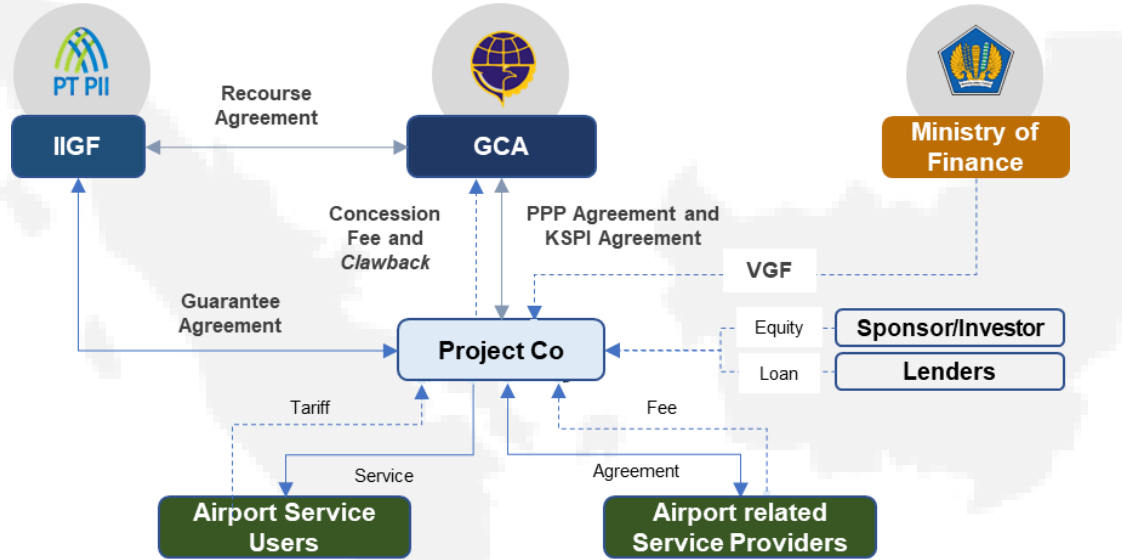 PT PII
IIGF
Recourse
Agreement
GCA
Ministry of
Finance
Concession
Fee and
Clawback
PPP Agreement and
KSPI Agreement
VGF
Guarantee
Agreement
Project Co
Equity
Sponsor/Investor
Loan
Lenders
Tariff
Fee
Service
Agreement
Airport Service
Users
Airport related
Service Providers